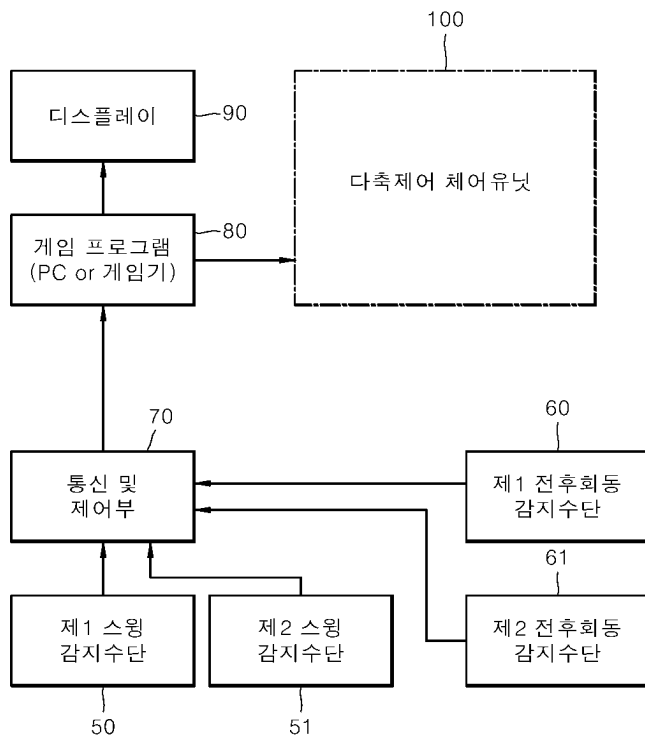 100
디스플레이
90
다축제어 체어유닛
80
게임 프로그램
(PC or 게임기)
70
60
통신 및
제어부
제1 전후회동
감지수단
61
제1 스윙
감지수단
제2 스윙
감지수단
제2 전후회동
감지수단
50
51